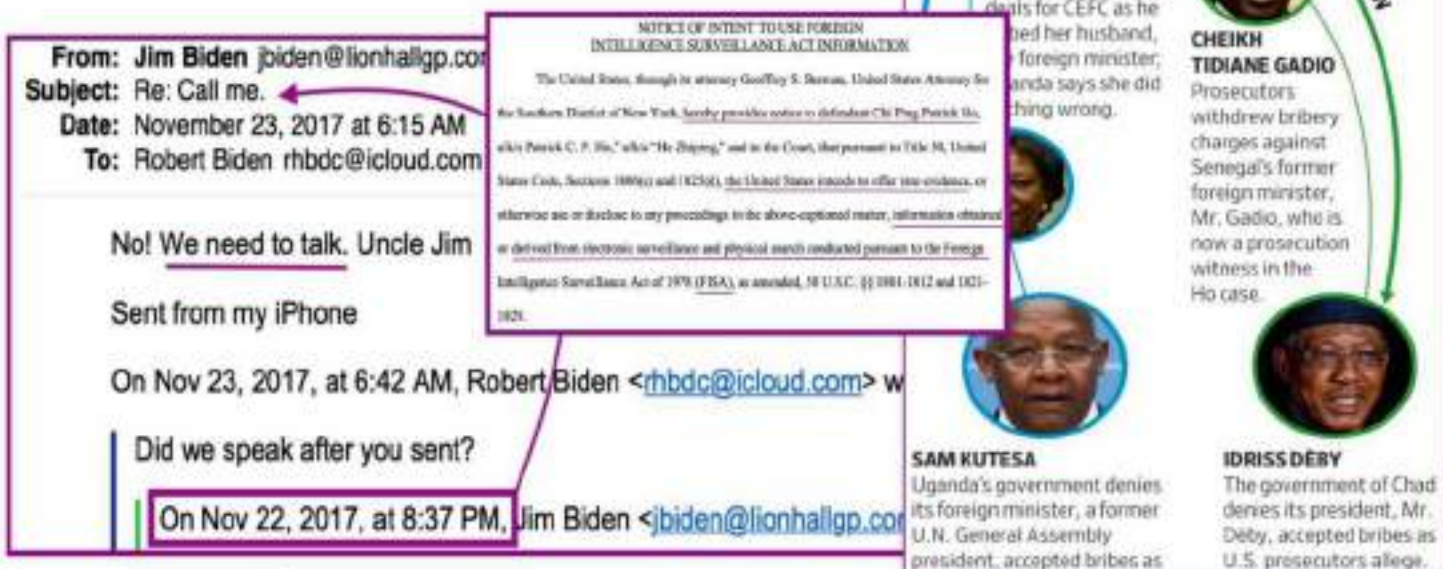 From: Jim Biden jbiden@lionhallgp.co
Subject: Re: Call me.
Date: November 23, 2017 at 6:15 AM
To: Robert Biden rhbdc@icloud.com
No! We need to talk. Uncle Jim
Sent from my iPhone
On Nov 23, 2017, at 6:42 AM, Robert Biden <rhbdc@icloud.com> w
Did we speak after you sent?
On Nov 22, 2017, at 8:37 PM, Jim Biden <jbiden@lionhallgp.co
NOTICE OF INTENT TO USE FOREIGN
INTELLIGENCE SURVEILLANCE ACT INFORMATION
The United States, through its attorney Geoffrey S. Berman, United States Attorney for
the Southern District of New York, hereby provides notice to defendant Chi Ping Patrick Ho,
a/k/a Patrick C. P. Ho," a/k/a "He Zhiping," and to the Court, that pursuant to Title 50, United
States Code, Sections 1806(c) and 1825(d), the United States intends to offer into evidence, or
otherwise use or disclose in any proceedings in the above-captioned matter, information obtained
or derived from electronic surveillance and physical search conducted pursuant to the Foreign
Intelligence Surveillance Act of 1978 (FISA), as amended, 50 U.S.C. §§ 1801-1812 and 1821-
1829.
deals for CEFC as he
bed her husband,
foreign minister;
anda says she did
thing wrong.
CHEIKH
TIDIANE GADIO
Prosecutors
withdrew bribery
charges against
Senegal's former
foreign minister,
Mr. Gadio, who is
now a prosecution
witness in the
Ho case.
SAM KUTESA
Uganda's government denies
its foreign minister, a former
U.N. General Assembly
president, accepted bribes as
IDRISS DÉBY
The government of Chad
denies its president, Mr.
Déby, accepted bribes as
U.S. prosecutors allege.